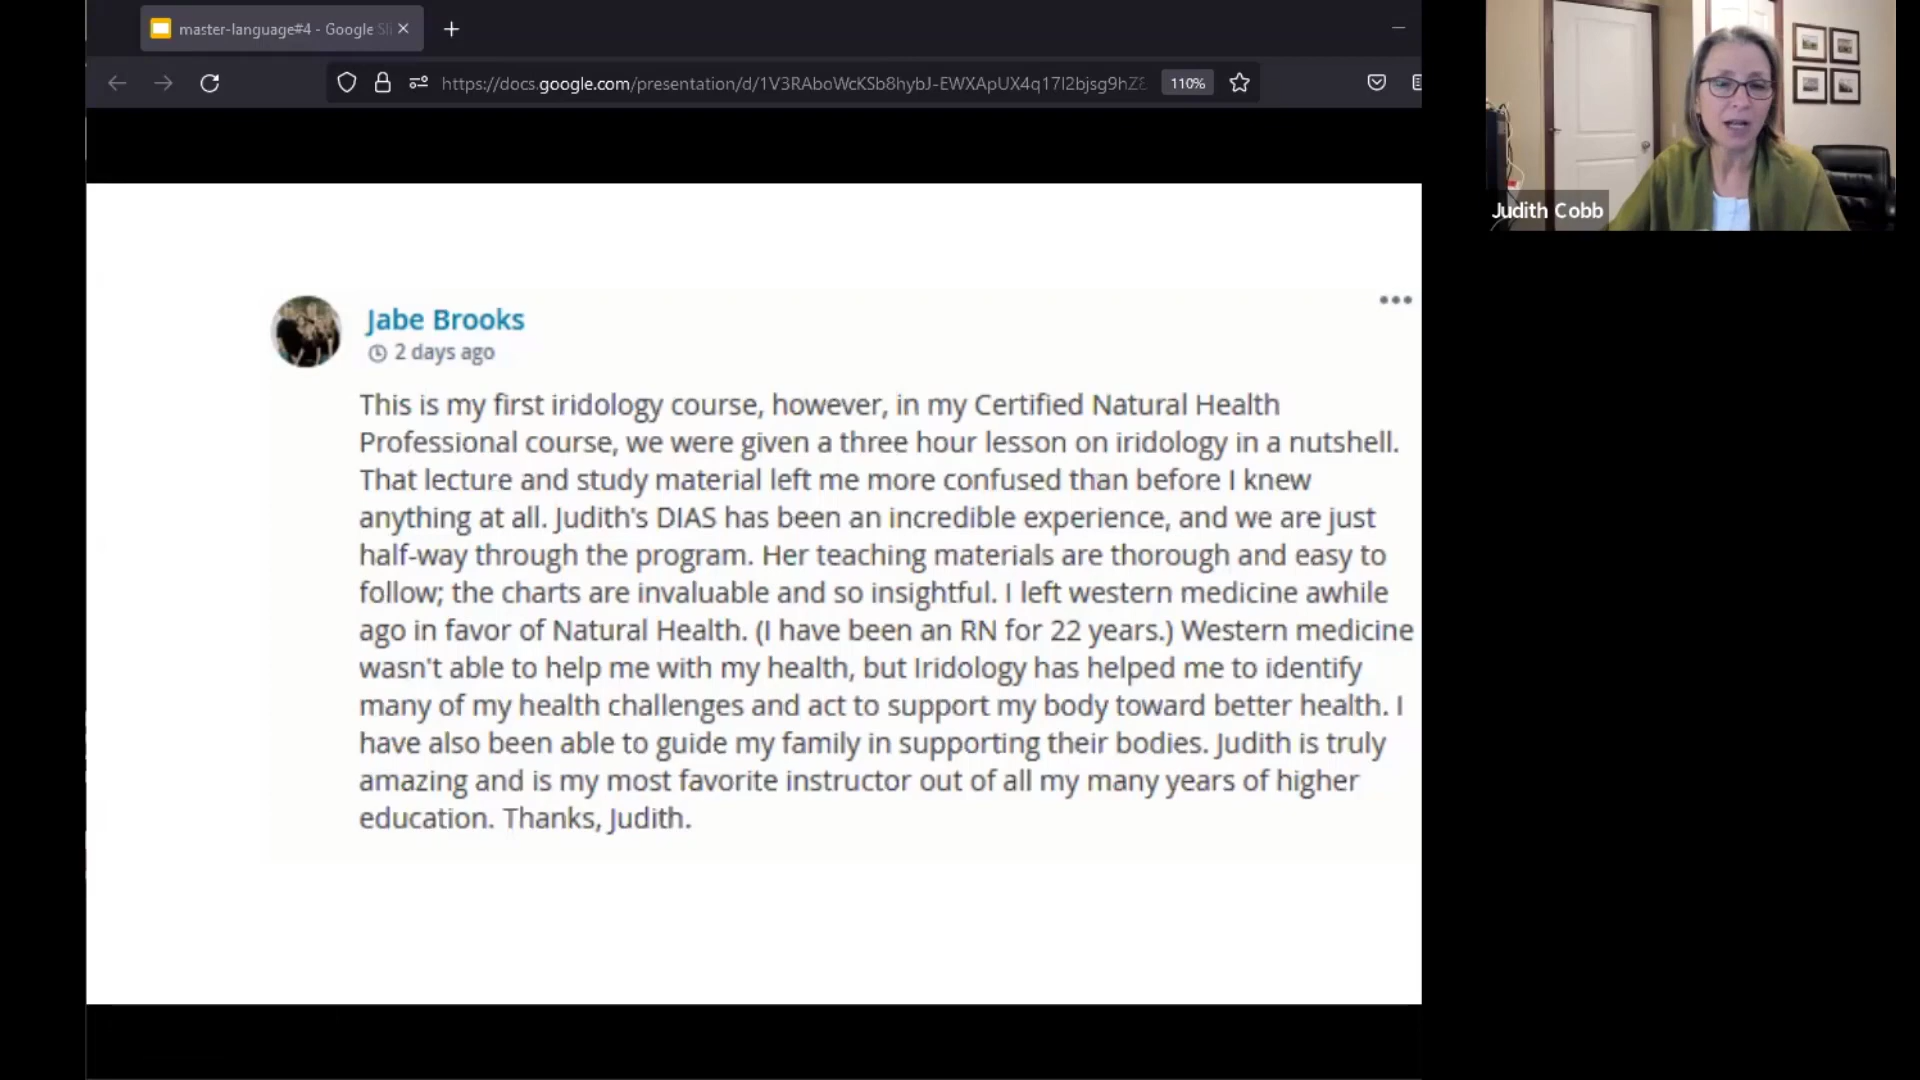 master-language#4 - Google Sli
https://docs.google.com/presentation/d/1V3RAboWcKSb8hybJ-EWXApUX4q17l2bjsg9hZ8
110%
Judith Cobb
Jabe Brooks
2 days ago
This is my first iridology course, however, in my Certified Natural Health
Professional course, we were given a three hour lesson on iridology in a nutshell.
That lecture and study material left me more confused than before I knew
anything at all. Judith's DIAS has been an incredible experience, and we are just
half-way through the program. Her teaching materials are thorough and easy to
follow; the charts are invaluable and so insightful. I left western medicine awhile
ago in favor of Natural Health. (I have been an RN for 22 years.) Western medicine
wasn't able to help me with my health, but Iridology has helped me to identify
many of my health challenges and act to support my body toward better health. I
have also been able to guide my family in supporting their bodies. Judith is truly
amazing and is my most favorite instructor out of all my many years of higher
education. Thanks, Judith.